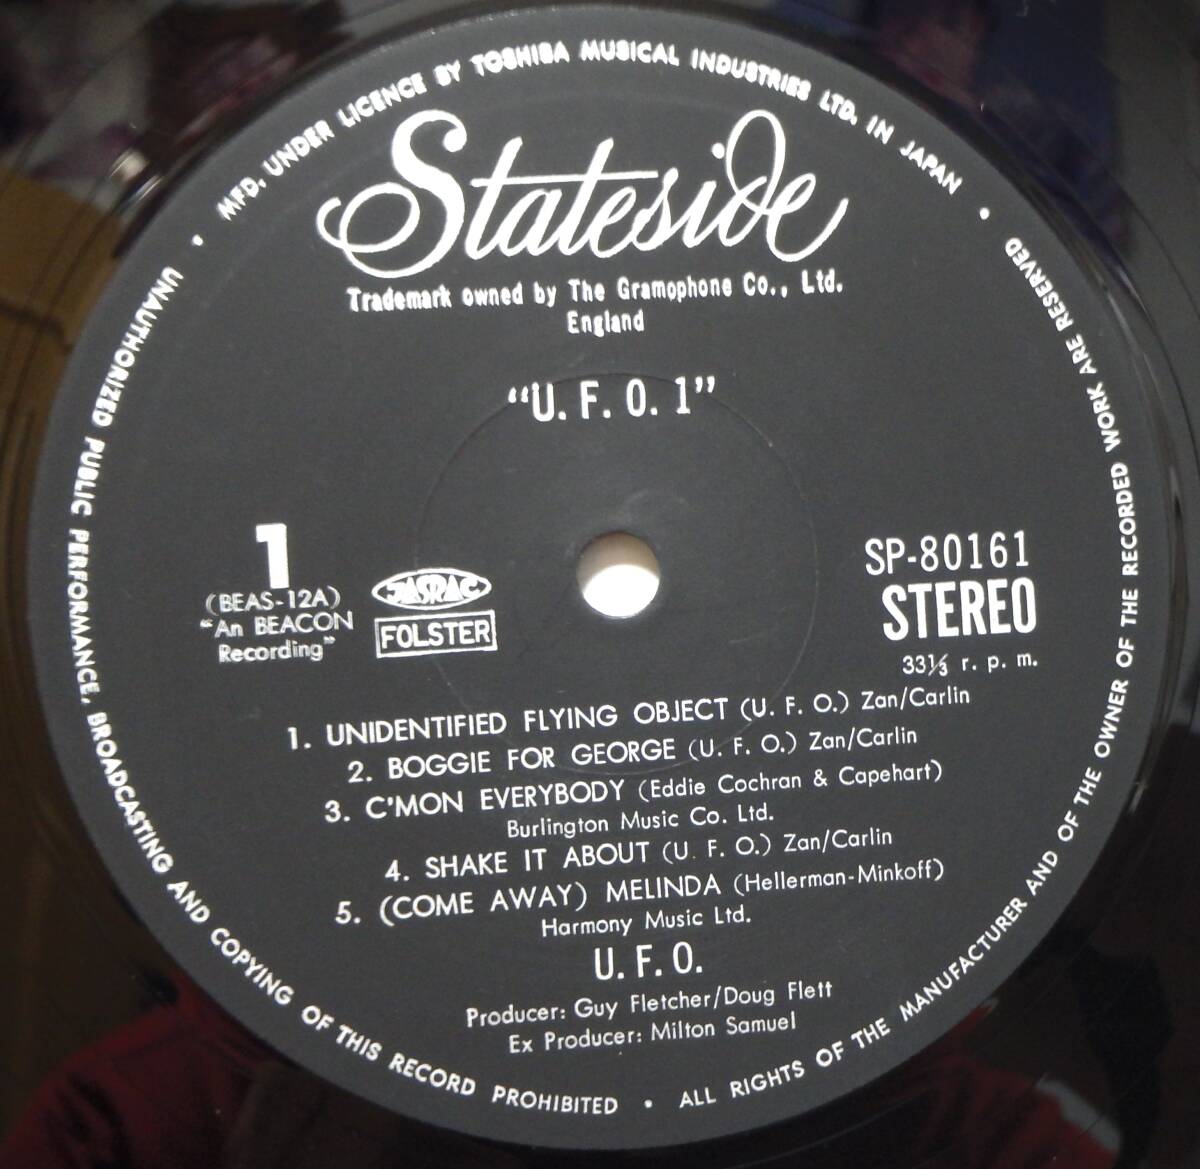 MFD. UNDER LICENCE BY TOSHIBA MUSICAL INDUSTRIES LTD. IN JAPAN •
Stateside
Trademark owned by The Gramophone Co., Ltd.
England
“U. F. O. 1”
1
(BEAS-12A)
“An BEACON
Recording”
JASRAC
FOLSTER
SP-80161
STEREO
33⅓ r. p. m.
1. UNIDENTIFIED FLYING OBJECT (U. F. O.) Zan/Carlin
2. BOGGIE FOR GEORGE (U. F. O.) Zan/Carlin
3. C'MON EVERYBODY (Eddie Cochran & Capehart)
Burlington Music Co. Ltd.
4. SHAKE IT ABOUT (U. F. O.) Zan/Carlin
5. (COME AWAY) MELINDA (Hellerman-Minkoff)
Harmony Music Ltd.
U. F. O.
Producer: Guy Fletcher/Doug Flett
Ex Producer: Milton Samuel
• UNAUTHORIZED PUBLIC PERFORMANCE, BROADCASTING AND COPYING OF THIS RECORD PROHIBITED • ALL RIGHTS OF THE MANUFACTURER AND OF THE OWNER OF THE RECORDED WORK ARE RESERVED